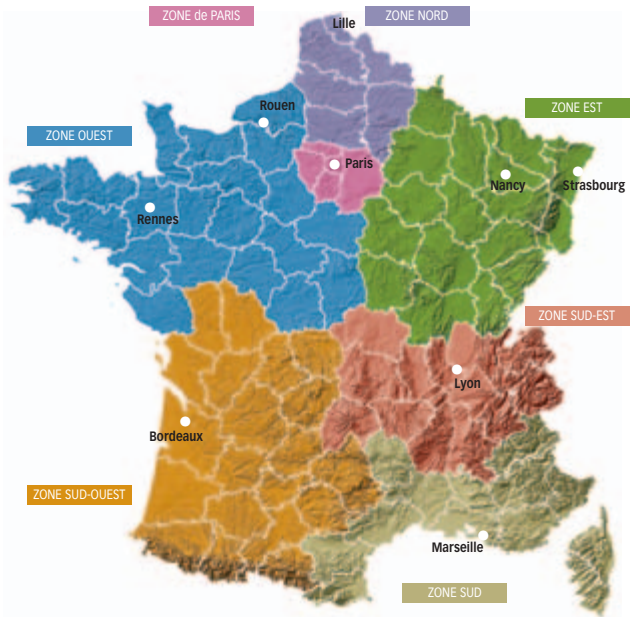 ZONE de PARIS
ZONE NORD
Lille
Rouen
ZONE EST
ZONE OUEST
Paris
Nancy
Strasbourg
Rennes
ZONE SUD-EST
Lyon
Bordeaux
ZONE SUD-OUEST
Marseille
ZONE SUD